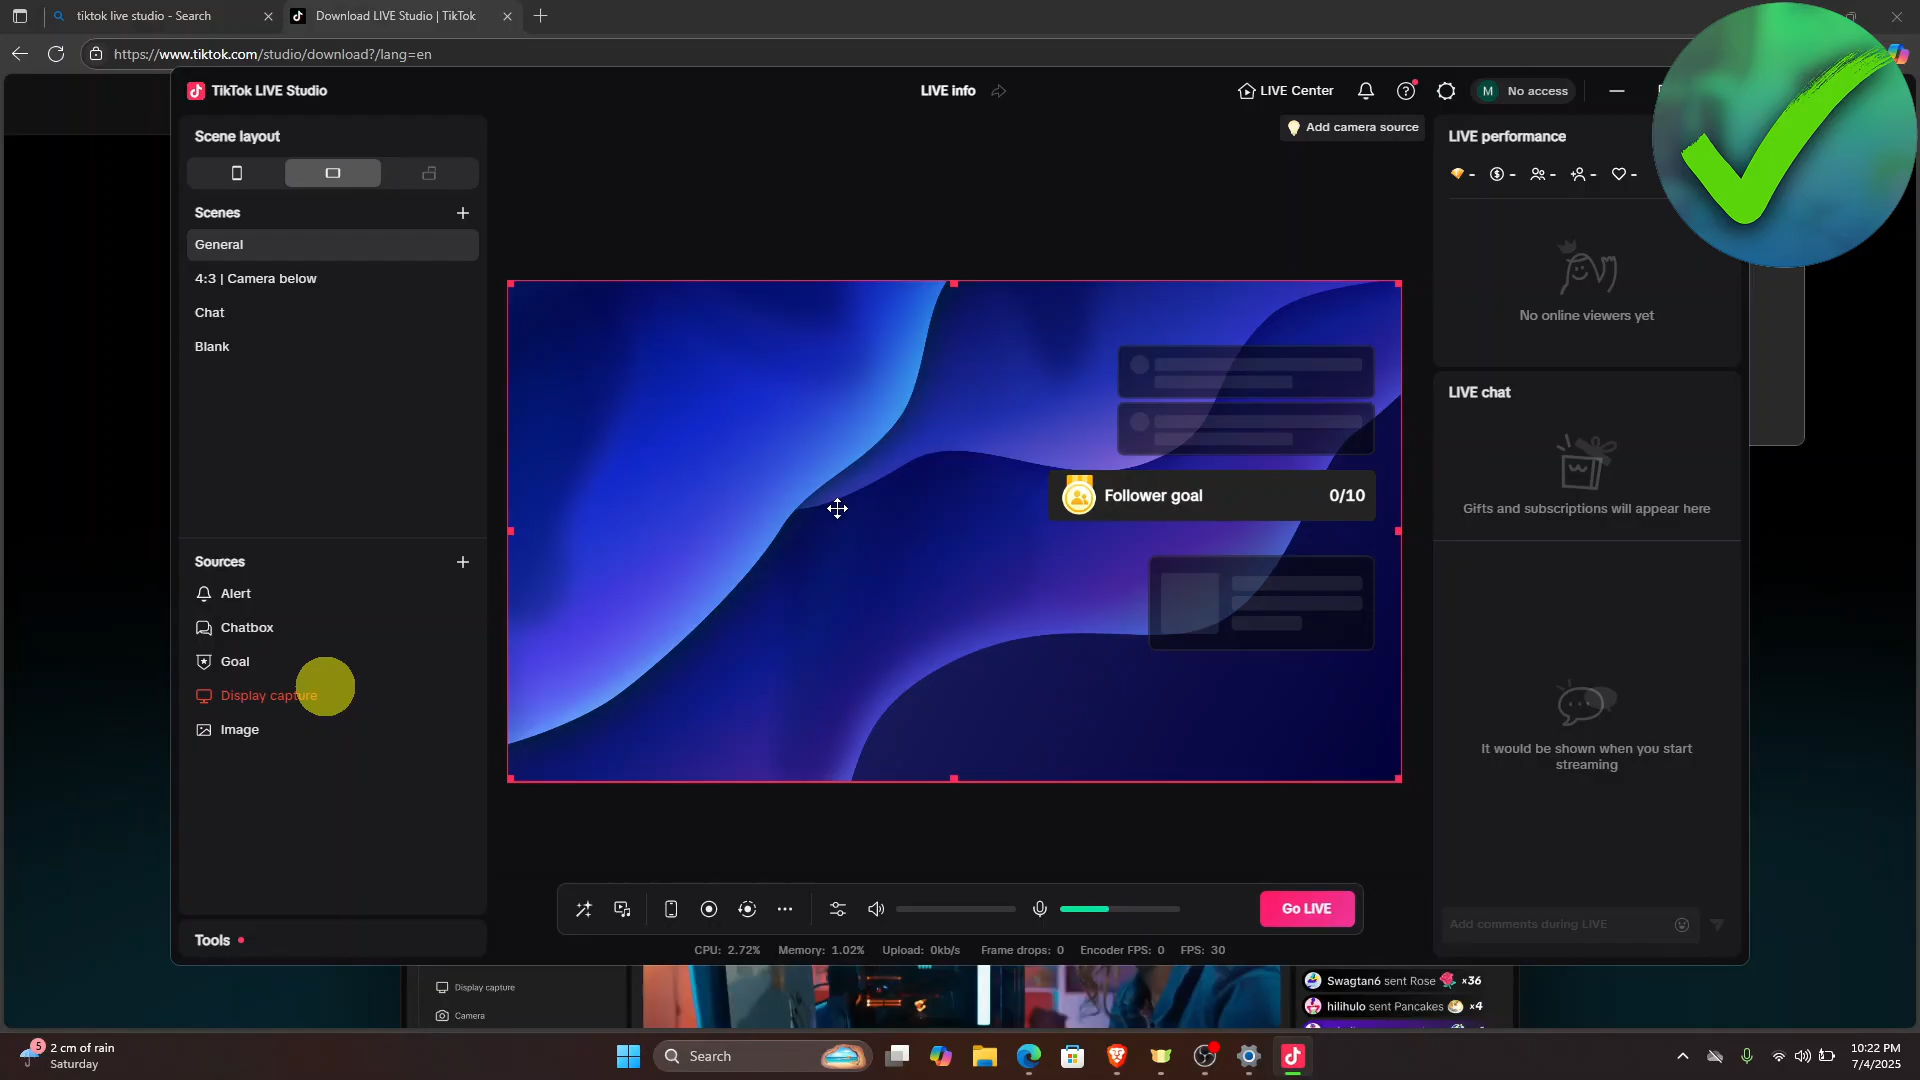 tiktok live studio - Search
Download LIVE Studio | TikTok
https://www.tiktok.com/studio/download?/lang=en
TikTok LIVE Studio
LIVE info
LIVE Center
M
No access
Add camera source
Scene layout
Scenes
General
4:3 | Camera below
Chat
Blank
Sources
Alert
Chatbox
Goal
Display capture
Image
Tools
Follower goal
0/10
LIVE performance
- - - - -
No online viewers yet
LIVE chat
Gifts and subscriptions will appear here
It would be shown when you start
streaming
Add comments during LIVE
Go LIVE
CPU: 2.72%
Memory: 1.02%
Upload: 0kb/s
Frame drops: 0
Encoder FPS: 0
FPS: 30
Display capture
Camera
Swagtan6 sent Rose x36
hilihulo sent Pancakes x4
5
2 cm of rain
Saturday
Search
10:22 PM
7/4/2025